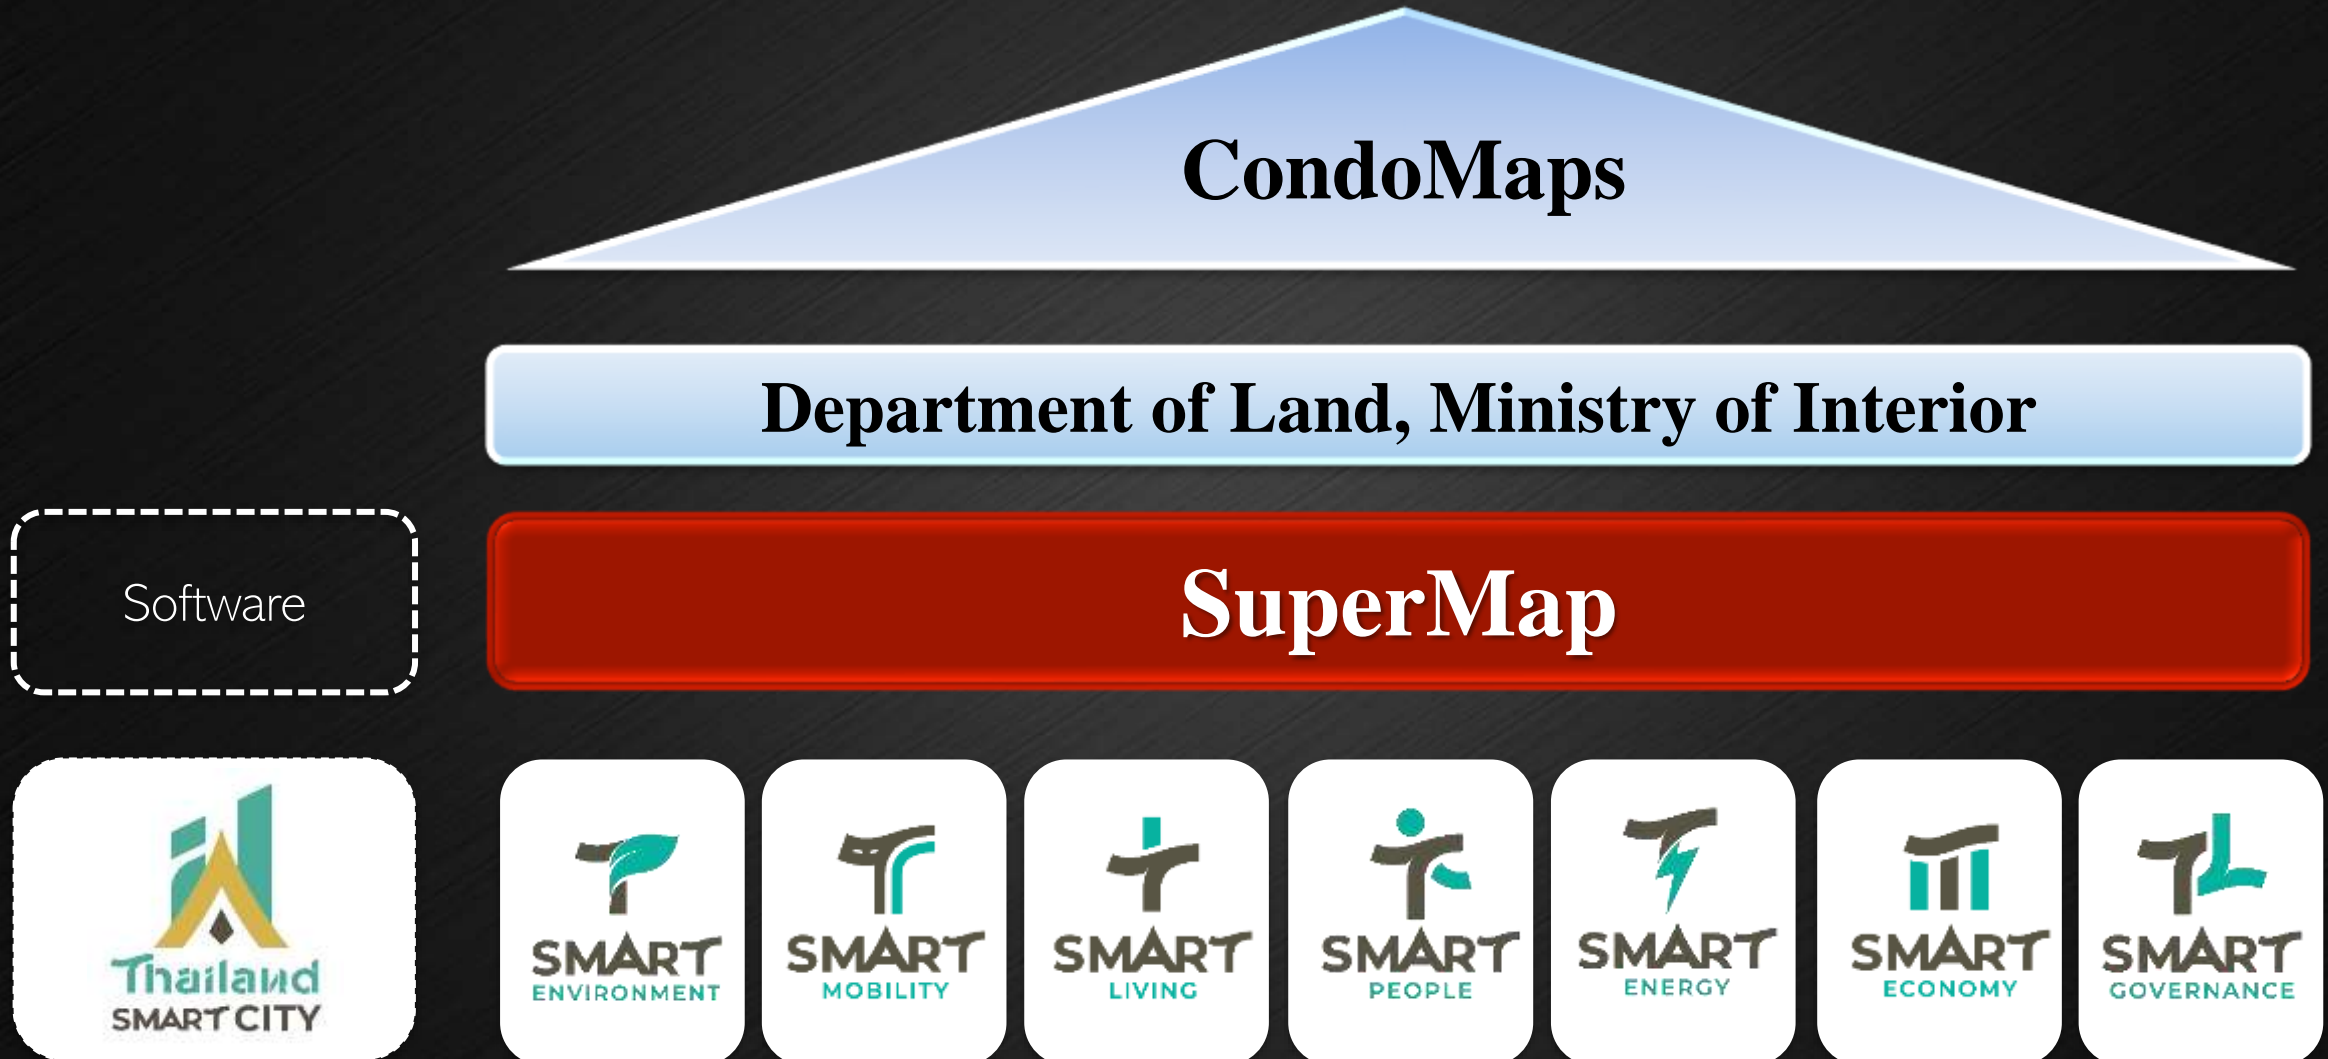 CondoMaps
Department of Land, Ministry of Interior
Software
SuperMap
Thailand
SMART CITY
SMART
ENVIRONMENT
SMART
MOBILITY
SMART
LIVING
SMART
PEOPLE
SMART
ENERGY
SMART
ECONOMY
SMART
GOVERNANCE